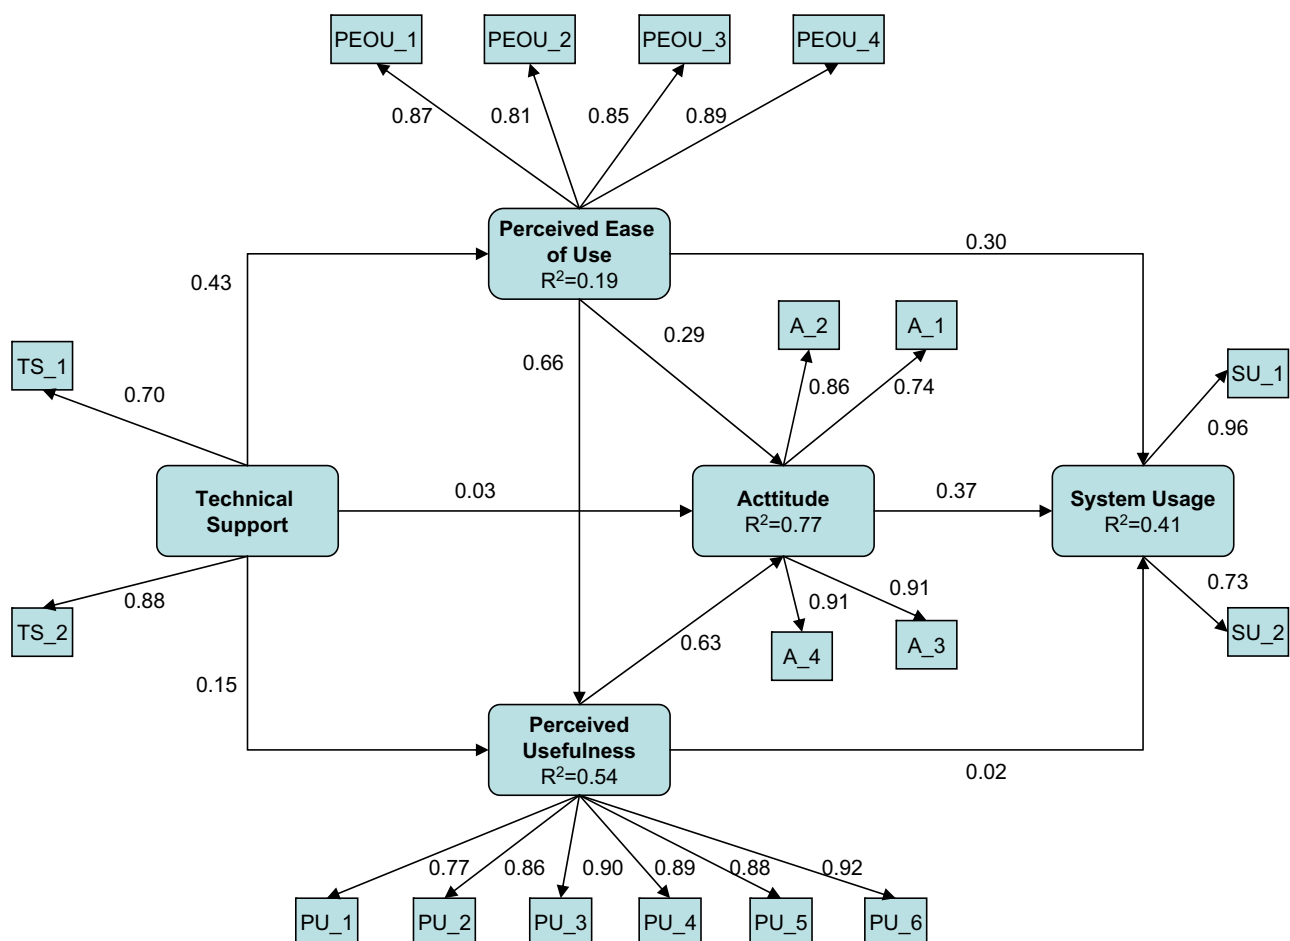 PEOU_1
PEOU_2
PEOU_3
PEOU_4
0.87
0.81
0.85
0.89
Perceived Ease
of Use
R²=0.19
0.30
0.43
A_2
A_1
0.29
0.66
TS_1
SU_1
0.70
0.86
0.74
0.96
Technical
Support
0.03
Acttitude
R²=0.77
0.37
System Usage
R²=0.41
0.88
0.91
0.91
0.73
TS_2
SU_2
0.63
A_4
A_3
0.15
Perceived
Usefulness
R²=0.54
0.02
0.77
0.86
0.90
0.89
0.88
0.92
PU_1
PU_2
PU_3
PU_4
PU_5
PU_6